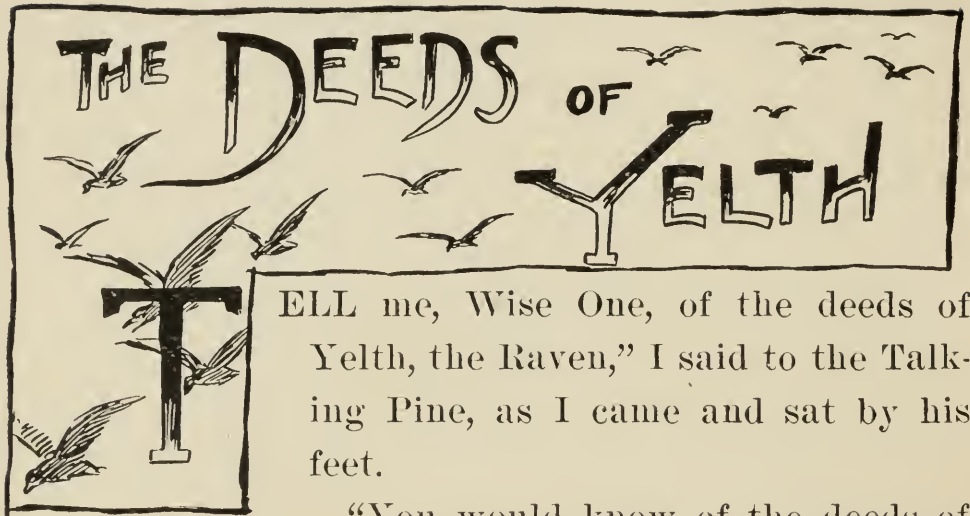 THE DEEDS OF YELTH
TELL me, Wise One, of the deeds of
Yelth, the Raven,” I said to the Talk-
ing Pine, as I came and sat by his
feet.
“You would know of the deeds of